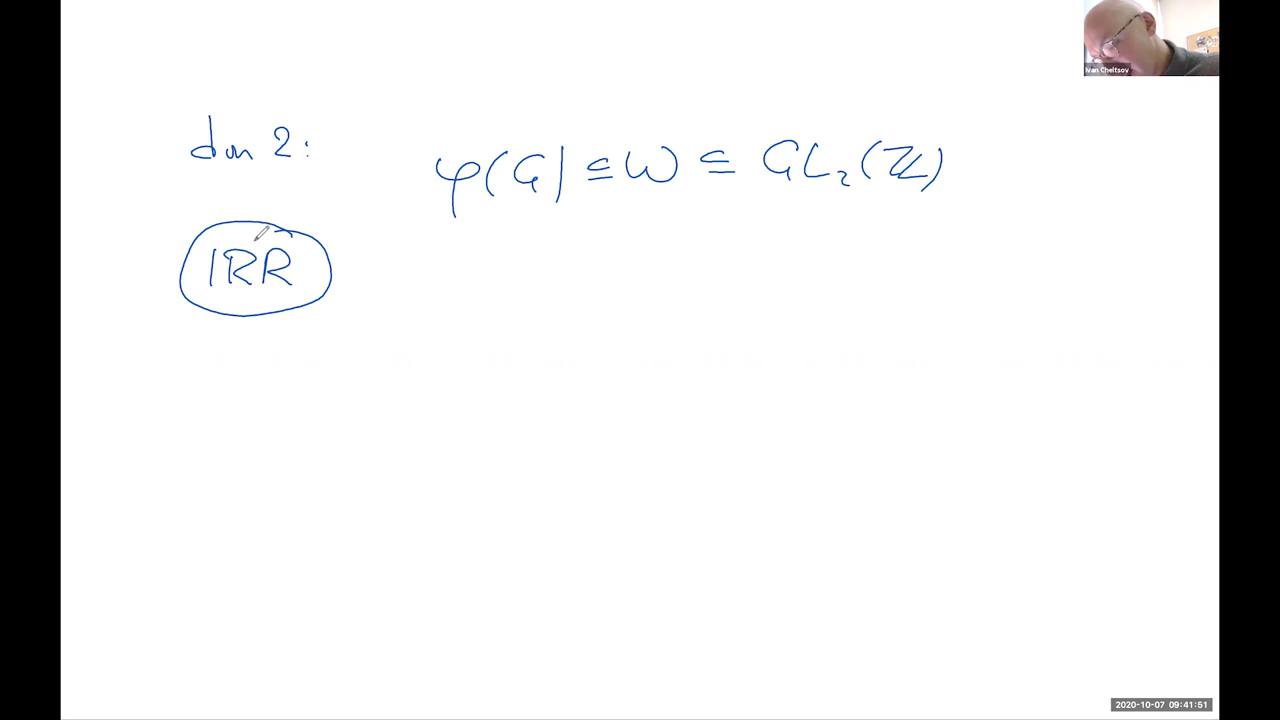 Ivan Cheltsov
dim 2: φ(G) ⊆ W ⊆ GL₂(ℤ)
IRR
2020-10-07 09:41:51